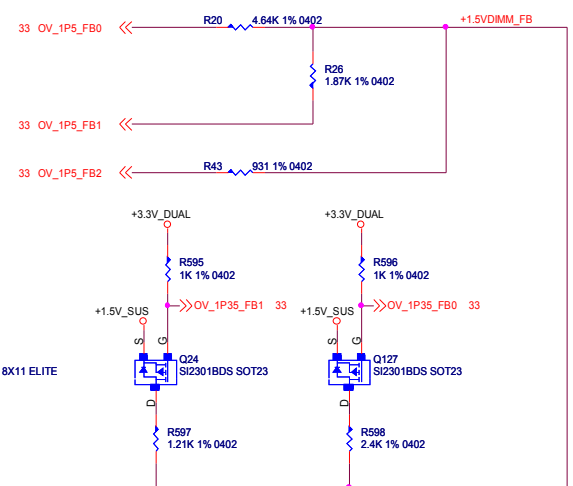 R20 4.64K 1% 0402 +1.5VDIMM_FB
33 OV_1P5_FB0
R26
1.87K 1% 0402
33 OV_1P5_FB1
R43 931 1% 0402
33 OV_1P5_FB2
+3.3V_DUAL +3.3V_DUAL
R595 R596
1K 1% 0402 1K 1% 0402
+1.5V_SUS OV_1P35_FB1 33 +1.5V_SUS OV_1P35_FB0 33
S G S G
Q24 Q127
8X11 ELITE SI2301BDS SOT23 SI2301BDS SOT23
D D
R597 R598
1.21K 1% 0402 2.4K 1% 0402